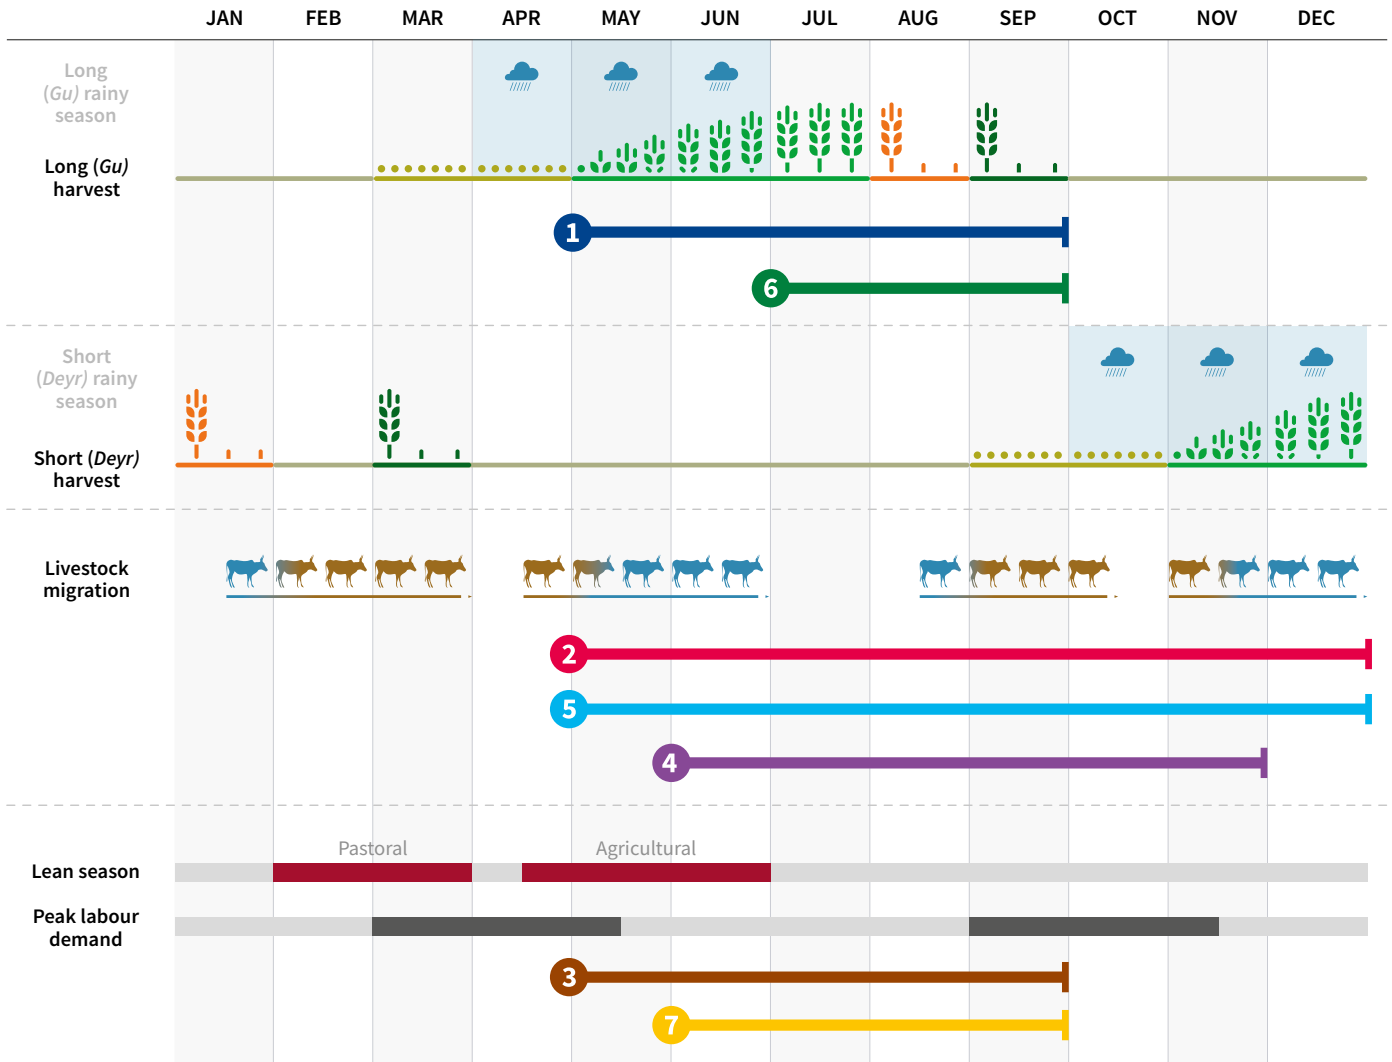 JAN FEB MAR APR MAY JUN JUL AUG SEP OCT NOV DEC
Long
(Gu) rainy
season
Long (Gu)
harvest
1
6
Short
(Deyr) rainy
season
Short (Deyr)
harvest
Livestock
migration
2
5
4
Pastoral Agricultural
Lean season
Peak labour
demand
3
7